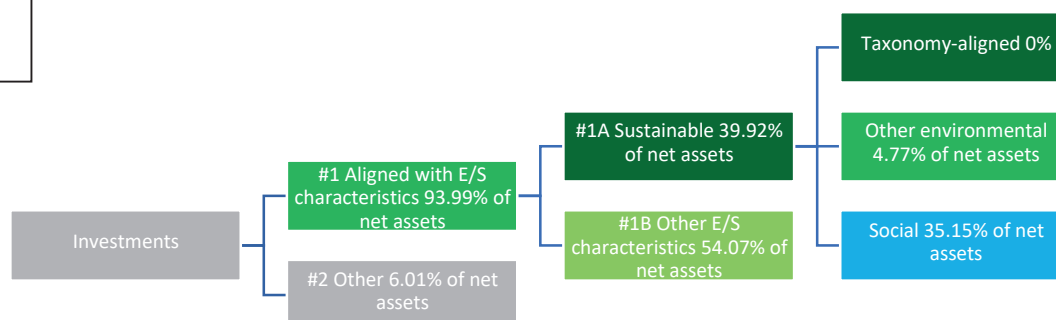 Investments
#1 Aligned with E/S
characteristics 93.99% of
net assets
#2 Other 6.01% of net
assets
#1A Sustainable 39.92%
of net assets
#1B Other E/S
characteristics 54.07% of
net assets
Taxonomy-aligned 0%
Other environmental
4.77% of net assets
Social 35.15% of net
assets